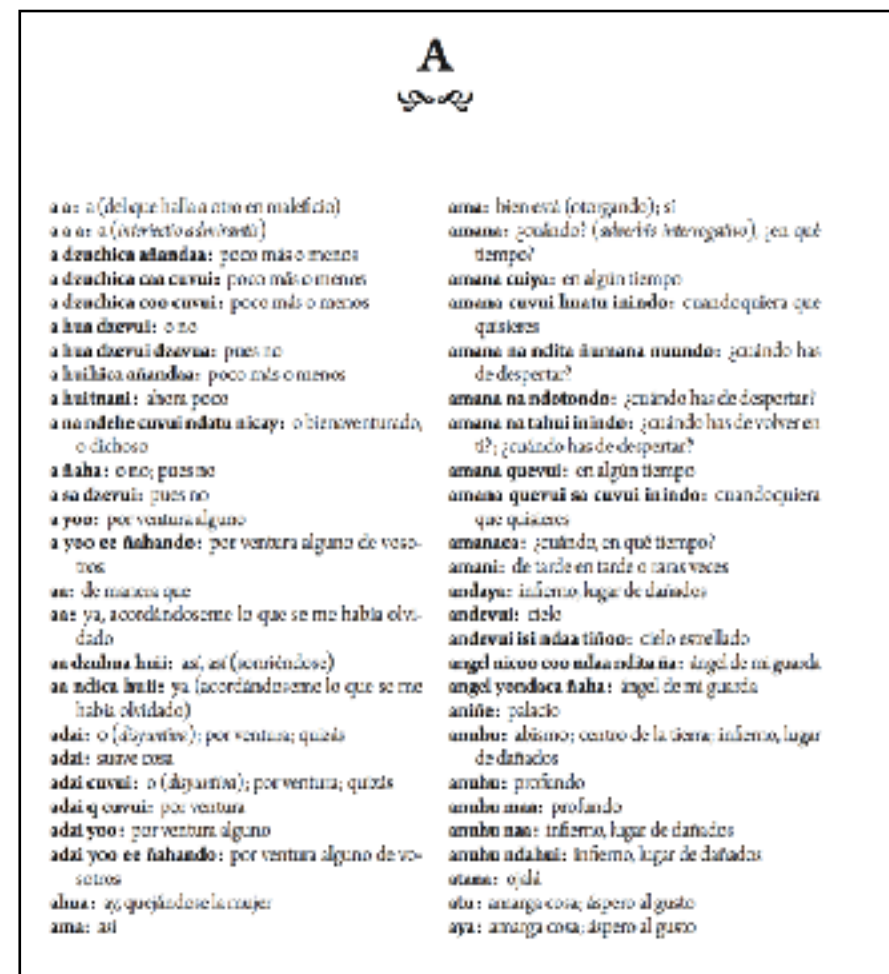 A
a a: a (del que halla a otro en maleficio)
a a a: a (interiectio admirantis)
a dzuchica añandaa: poco más o menos
a dzuchica caa cuvui: poco más o menos
a dzuchica coo cuvui: poco más o menos
a hua dzevui: o no
a hua dzevui dzavua: pues no
a huihica añandaa: poco más o menos
a huitnani: ahora poco
a na ndehe cuvui ndatu nicay: o bienaventurado,
o dichoso
a ñaha: o no; pues no
a sa dzevui: pues no
a yoo: por ventura alguno
a yoo ee ñahando: por ventura alguno de voso-
tros
aa: de manera que
aa: ya, acordándoseme lo que se me había olvi-
dado
aa dzuhua huii: así, así (sonriéndose)
aa ndica huii: ya (acordándoseme lo que se me
había olvidado)
adai: o (disyuntiva); por ventura; quizás
adai: suave cosa
adai cuvui: o (disyuntiva); por ventura; quizás
adai q cuvui: por ventura
adai yoo: por ventura alguno
adai yoo ee ñahando: por ventura alguno de vo-
sotros
ahua: ay, quejándose la mujer
ama: así
ama: bien está (otorgando); sí
amana: ¿cuándo? (adverbio interrogativo), ¿en qué
tiempo?
amana cuiya: en algún tiempo
amana cuvui huatu inindo: cuandoquiera que
quisieres
amana na ndita ñumana nuundo: ¿cuándo has
de despertar?
amana na ndotondo: ¿cuándo has de despertar?
amana na tahui inindo: ¿cuándo has de volver en
ti?; ¿cuándo has de despertar?
amana quevui: en algún tiempo
amana quevui sa cuvui inindo: cuandoquiera
que quisieres
amanaca: ¿cuándo, en qué tiempo?
amani: de tarde en tarde o raras veces
andaya: infierno, lugar de dañados
andevui: cielo
andevui isi ndaa tiñoo: cielo estrellado
angel nicoo coo ndaa ndita ña: ángel de mi guarda
angel yondaca ñaha: ángel de mi guarda
aniñe: palacio
anuhu: abismo; centro de la tierra; infierno, lugar
de dañados
anuhu: profundo
anuhu maa: profundo
anuhu naa: infierno, lugar de dañados
anuhu ndahui: infierno, lugar de dañados
atana: ojalá
atu: amarga cosa; áspero al gusto
aya: amarga cosa; áspero al gusto